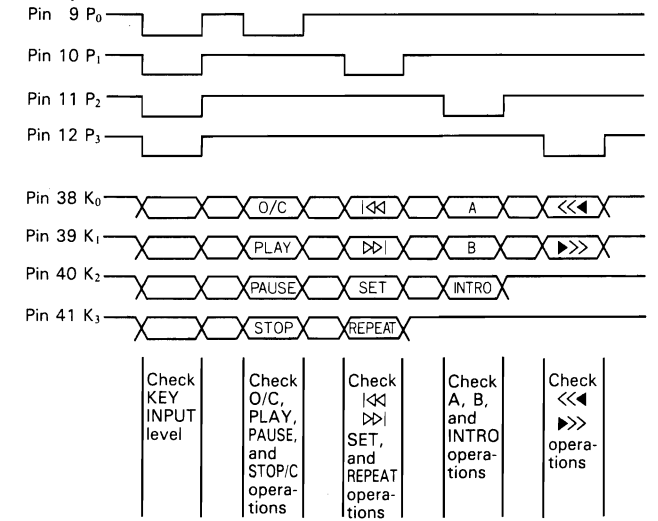 Pin 9 P₀
Pin 10 P₁
Pin 11 P₂
Pin 12 P₃
Pin 38 K₀ O/C |◁◁ A <<◀
Pin 39 K₁ PLAY ▷▷| B ▶>>
Pin 40 K₂ PAUSE SET INTRO
Pin 41 K₃ STOP REPEAT
Check
KEY
INPUT
level
Check
O/C,
PLAY,
PAUSE,
and
STOP/C
opera-
tions
Check
|◁◁
▷▷|
SET,
and
REPEAT
opera-
tions
Check
A, B,
and
INTRO
opera-
tions
Check
<<◀
▶>>
opera-
tions